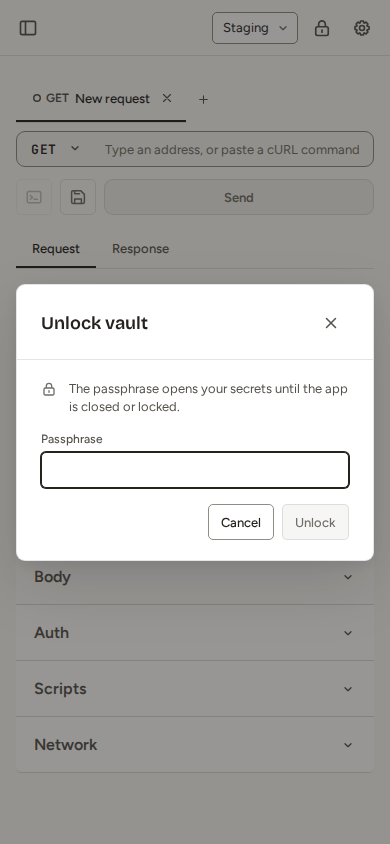 Staging
GET New request
GET Type an address, or paste a cURL command
Send
Request Response
Unlock vault
The passphrase opens your secrets until the app
is closed or locked.
Passphrase
Cancel Unlock
Body
Auth
Scripts
Network